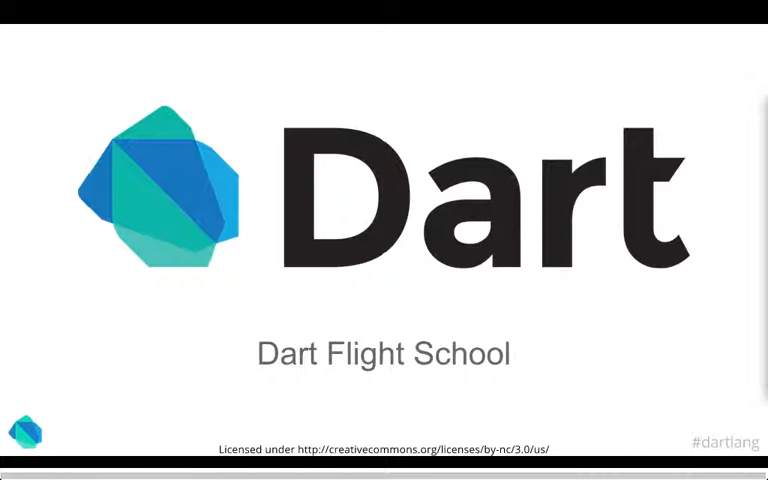 Dart
Dart Flight School
#dartlang
Licensed under http://creativecommons.org/licenses/by-nc/3.0/us/